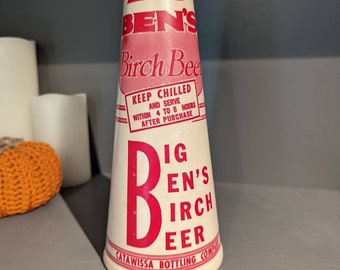 BEN'S
Birch Beer
KEEP CHILLED
AND SERVE
WITHIN 4 TO 6 HOURS
AFTER PURCHASE
BIG
BEN'S
BIRCH
BEER
CATAWISSA BOTTLING COMPANY